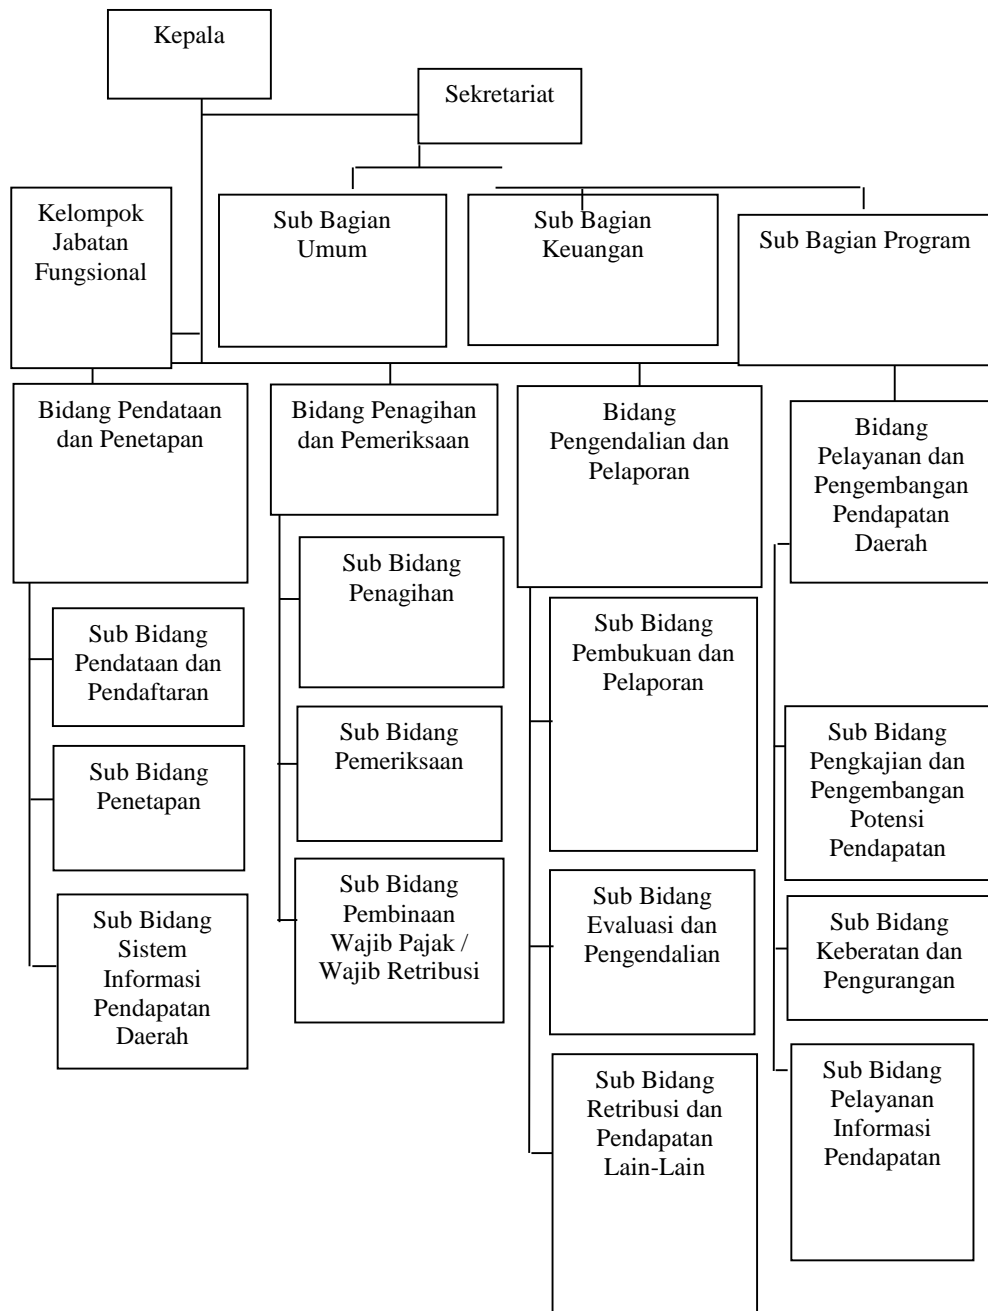 Kepala
Sekretariat
Kelompok
Jabatan
Fungsional
Sub Bagian
Umum
Sub Bagian
Keuangan
Sub Bagian Program
Bidang Pendataan
dan Penetapan
Bidang Penagihan
dan Pemeriksaan
Bidang
Pengendalian dan
Pelaporan
Bidang
Pelayanan dan
Pengembangan
Pendapatan
Daerah
Sub Bidang
Pendataan dan
Pendaftaran
Sub Bidang
Penetapan
Sub Bidang
Sistem
Informasi
Pendapatan
Daerah
Sub Bidang
Penagihan
Sub Bidang
Pemeriksaan
Sub Bidang
Pembinaan
Wajib Pajak /
Wajib Retribusi
Sub Bidang
Pembukuan dan
Pelaporan
Sub Bidang
Evaluasi dan
Pengendalian
Sub Bidang
Retribusi dan
Pendapatan
Lain-Lain
Sub Bidang
Pengkajian dan
Pengembangan
Potensi
Pendapatan
Sub Bidang
Keberatan dan
Pengurangan
Sub Bidang
Pelayanan
Informasi
Pendapatan